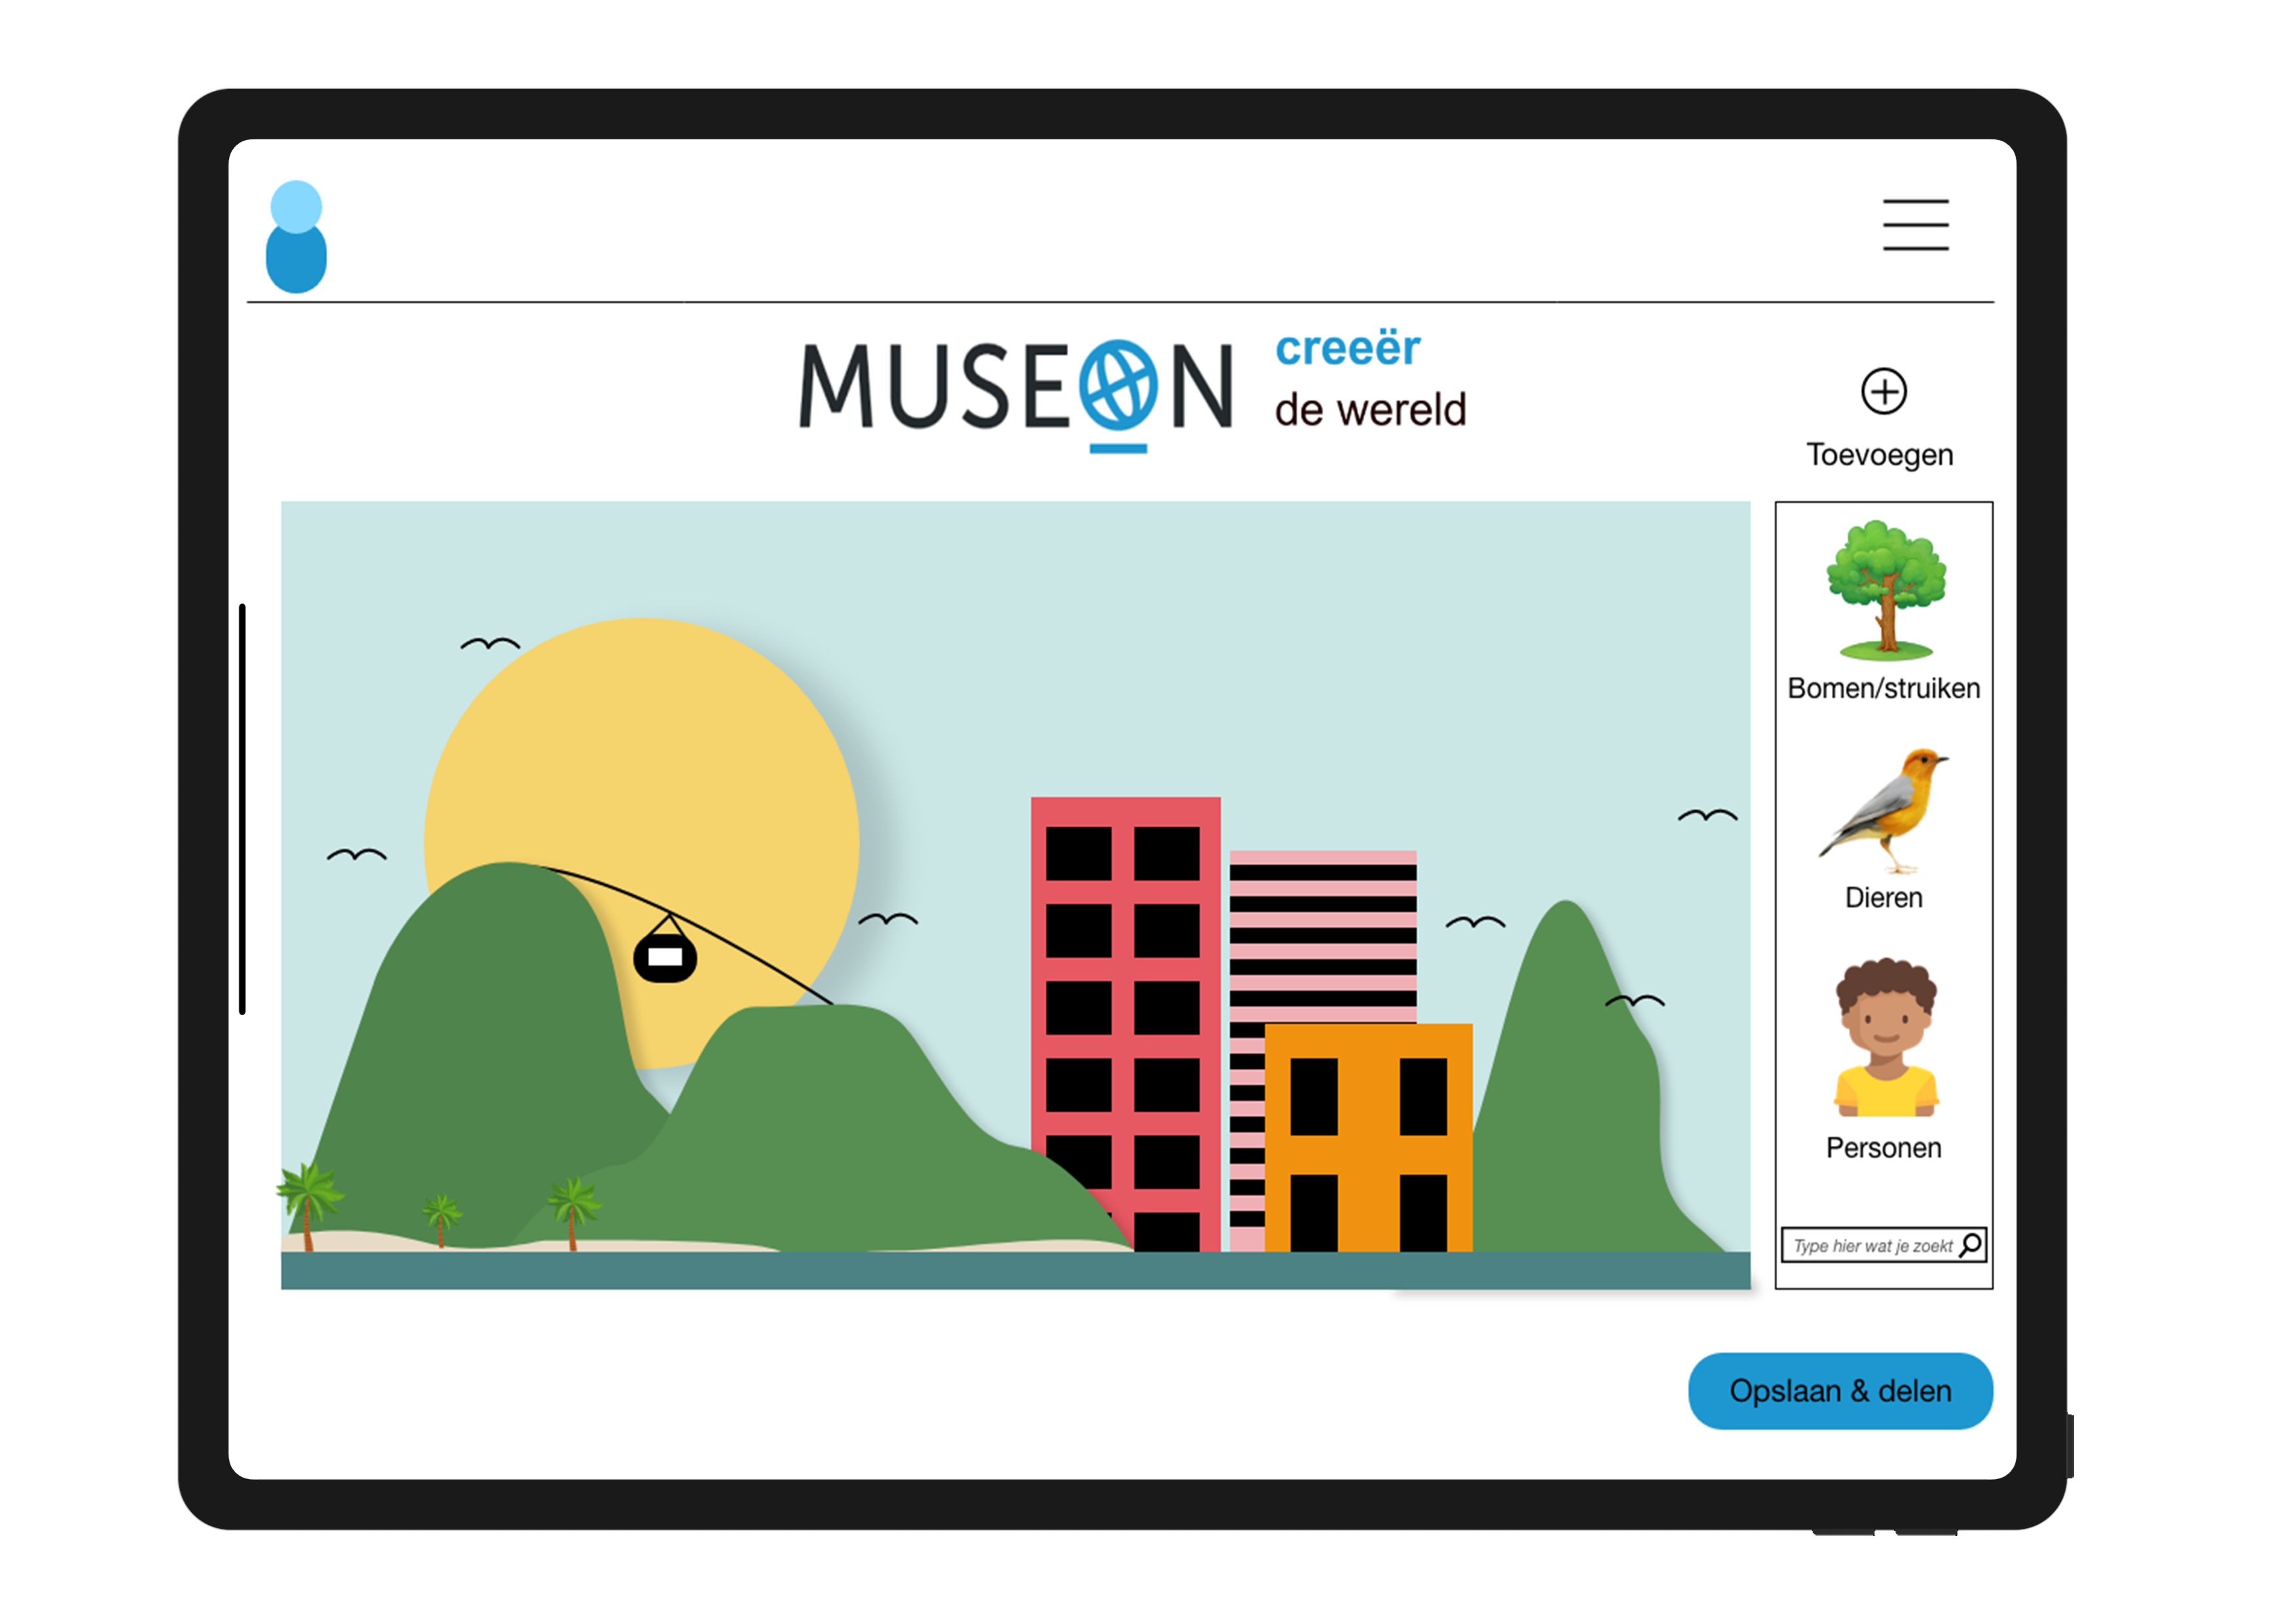 MUSEON
creeër
de wereld
Toevoegen
Bomen/struiken
Dieren
Personen
Type hier wat je zoekt
Opslaan & delen